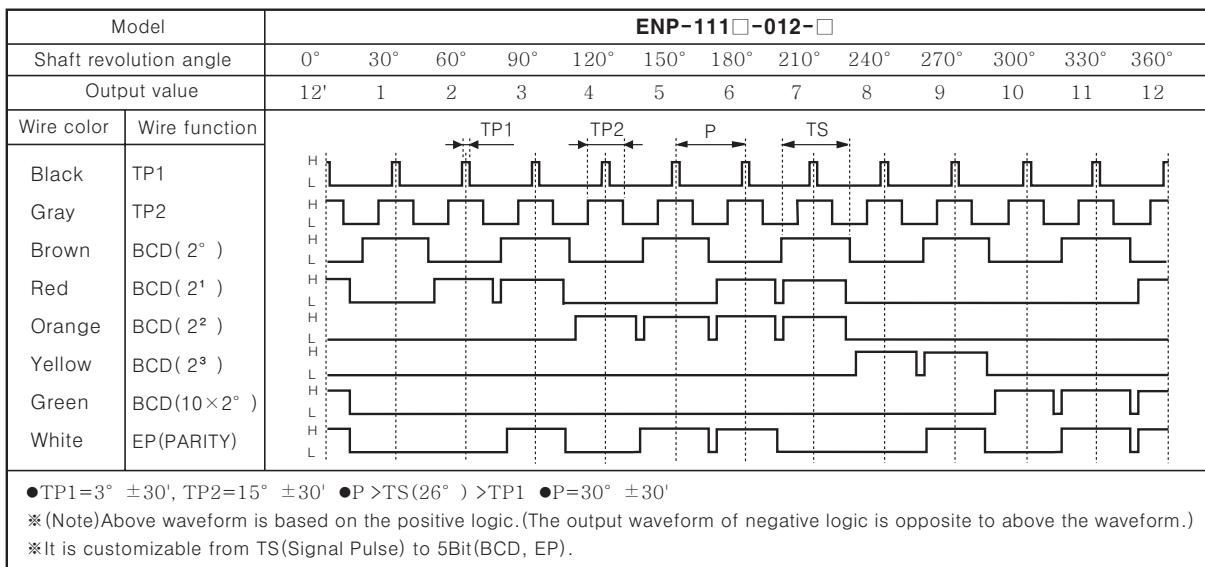 Model ENP-111□-012-□
Shaft revolution angle 0° 30° 60° 90° 120° 150° 180° 210° 240° 270° 300° 330° 360°
Output value 12' 1 2 3 4 5 6 7 8 9 10 11 12
Wire color Wire function
TP1 TP2 P TS
H
Black TP1
L
H
Gray TP2
L
H
Brown BCD( 2° )
L
H
Red BCD( 2¹ )
L
H
Orange BCD( 2² )
L
H
Yellow BCD( 2³ )
L
H
Green BCD(10×2° )
L
H
White EP(PARITY)
L
●TP1=3° ±30', TP2=15° ±30' ●P >TS(26° ) >TP1 ●P=30° ±30'
※(Note)Above waveform is based on the positive logic.(The output waveform of negative logic is opposite to above the waveform.)
※It is customizable from TS(Signal Pulse) to 5Bit(BCD, EP).